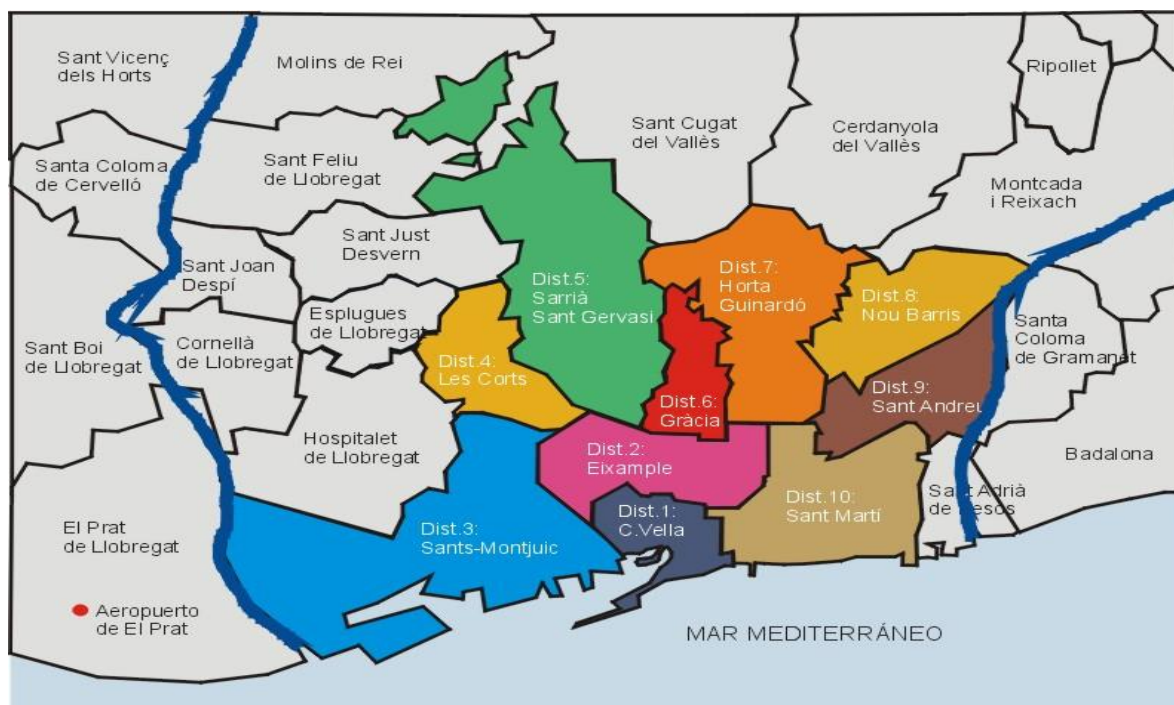 Sant Vicenç
dels Horts
Molins de Rei
Ripollet
Sant Cugat
del Vallès
Cerdanyola
del Vallès
Santa Coloma
de Cervelló
Sant Feliu
de Llobregat
Montcada
i Reixach
Sant Just
Desvern
Sant Joan
Despí
Dist.5:
Sarrià
Sant Gervasi
Dist.7:
Horta
Guinardó
Dist.8:
Nou Barris
Esplugues
de Llobregat
Santa
Coloma
de Gramanet
Sant Boi
de Llobregat
Cornellà
de Llobregat
Dist.4:
Les Corts
Dist.6:
Gràcia
Dist.9:
Sant Andreu
Hospitalet
de Llobregat
Dist.2:
Eixample
Badalona
Dist.10:
Sant Martí
Sant Adrià
de Besós
El Prat
de Llobregat
Dist.3:
Sants-Montjuic
Dist.1:
C.Vella
Aeropuerto
de El Prat
MAR MEDITERRÁNEO